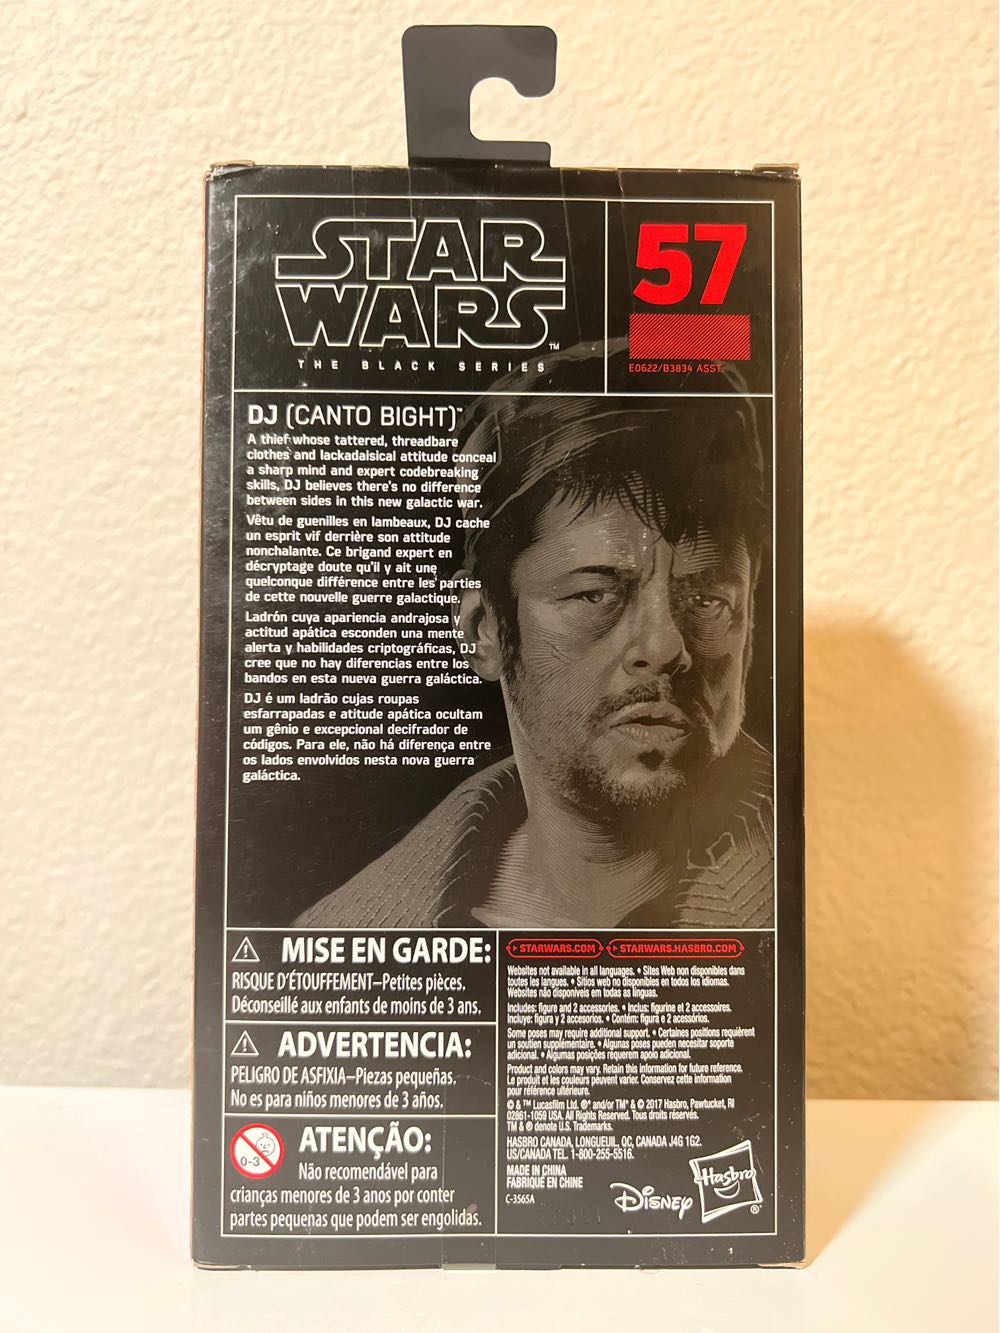 STAR
WARS™
THE BLACK SERIES
57
E0622/B3834 ASST.
DJ (CANTO BIGHT)™
A thief whose tattered, threadbare
clothes and lackadaisical attitude conceal
a sharp mind and expert codebreaking
skills, DJ believes there's no difference
between sides in this new galactic war.
Vêtu de guenilles en lambeaux, DJ cache
un esprit vif derrière son attitude
nonchalante. Ce brigand expert en
décryptage doute qu'il y ait une
quelconque différence entre les parties
de cette nouvelle guerre galactique.
Ladrón cuya apariencia andrajosa y
actitud apática esconden una mente
alerta y habilidades criptográficas, DJ
cree que no hay diferencias entre los
bandos en esta nueva guerra galáctica.
DJ é um ladrão cujas roupas
esfarrapadas e atitude apática ocultam
um gênio e excepcional decifrador de
códigos. Para ele, não há diferença entre
os lados envolvidos nesta nova guerra
galáctica.
MISE EN GARDE:
RISQUE D'ÉTOUFFEMENT–Petites pièces.
Déconseillé aux enfants de moins de 3 ans.
ADVERTENCIA:
PELIGRO DE ASFIXIA–Piezas pequeñas.
No es para niños menores de 3 años.
0-3
ATENÇÃO:
Não recomendável para
crianças menores de 3 anos por conter
partes pequenas que podem ser engolidas.
STARWARS.COM STARWARS.HASBRO.COM
Websites not available in all languages. • Sites Web non disponibles dans
toutes les langues. • Sitios web no disponibles en todos los idiomas.
Websites não disponíveis em todas as línguas.
Includes: figure and 2 accessories. • Inclus: figurine et 2 accessoires.
Incluye: figura y 2 accesorios. • Contém: figura e 2 acessórios.
Some poses may require additional support. • Certaines positions requièrent
un soutien supplémentaire. • Algunas poses pueden necesitar soporte
adicional. • Algumas posições requerem apoio adicional.
Product and colors may vary. Retain this information for future reference.
Le produit et les couleurs peuvent varier. Conservez cette information
pour référence ultérieure.
© & ™ Lucasfilm Ltd. ®* and/or TM* & © 2017 Hasbro, Pawtucket, RI
02861-1059 USA. All Rights Reserved. Tous droits réservés.
TM & ® denote U.S. Trademarks.
HASBRO CANADA, LONGUEUIL, QC, CANADA J4G 1G2.
US/CANADA TEL. 1-800-255-5516.
MADE IN CHINA
FABRIQUÉ EN CHINE
C-3565A
Disney
Hasbro®
1